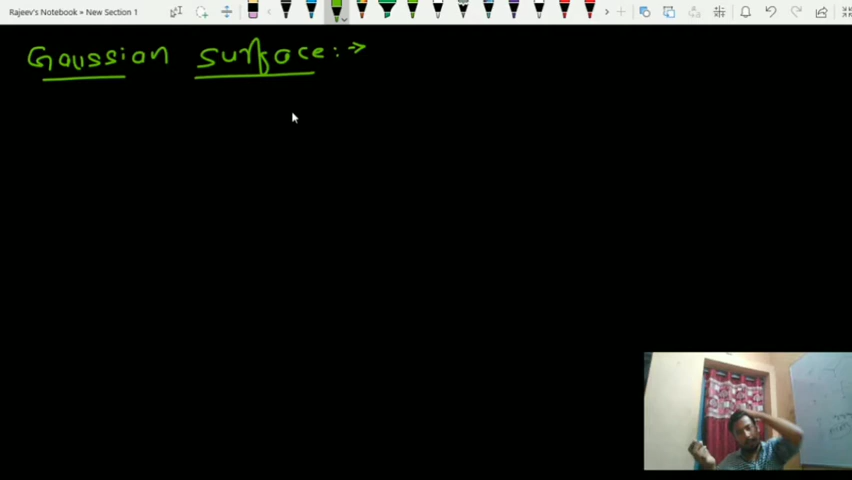 Rajeev's Notebook » New Section 1
Gaussian surface:→